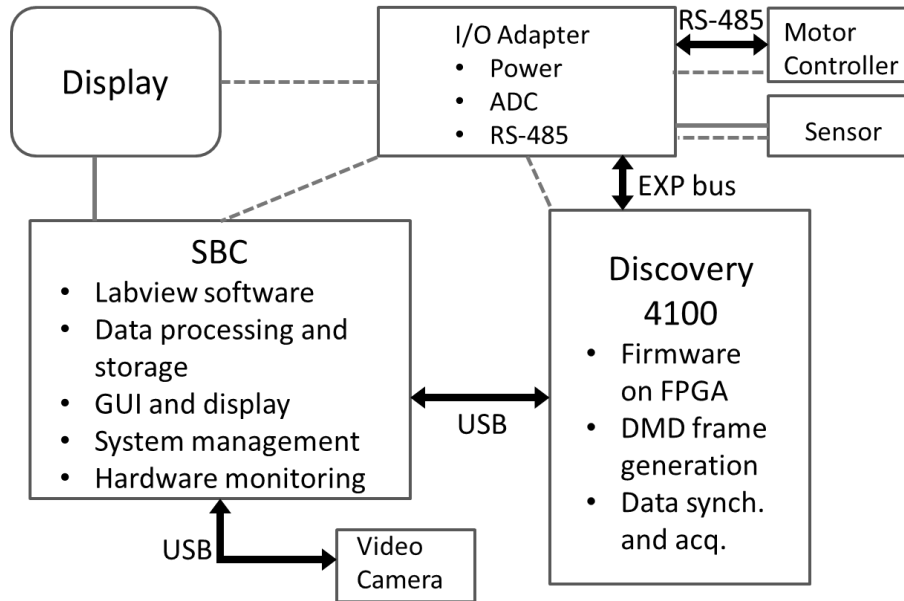 Display
I/O Adapter
• Power
• ADC
• RS-485
RS-485
Motor
Controller
Sensor
EXP bus
SBC
• Labview software
• Data processing and
storage
• GUI and display
• System management
• Hardware monitoring
USB
Discovery
4100
• Firmware
on FPGA
• DMD frame
generation
• Data synch.
and acq.
USB
Video
Camera